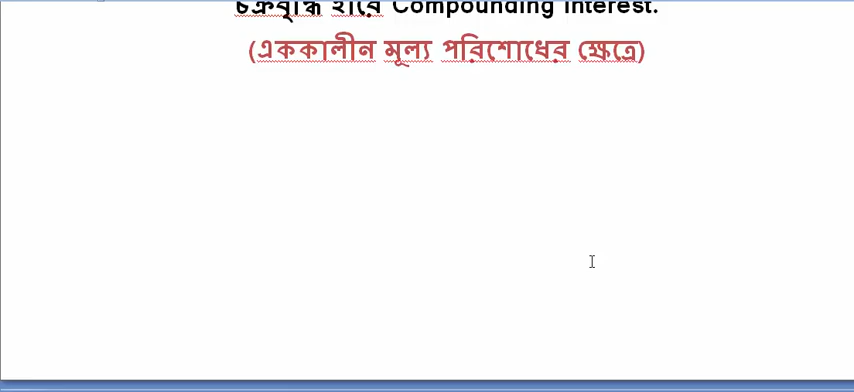 চক্রবৃদ্ধি হারে Compounding Interest.
(এককালীন মূল্য পরিশোধের ক্ষেত্রে)